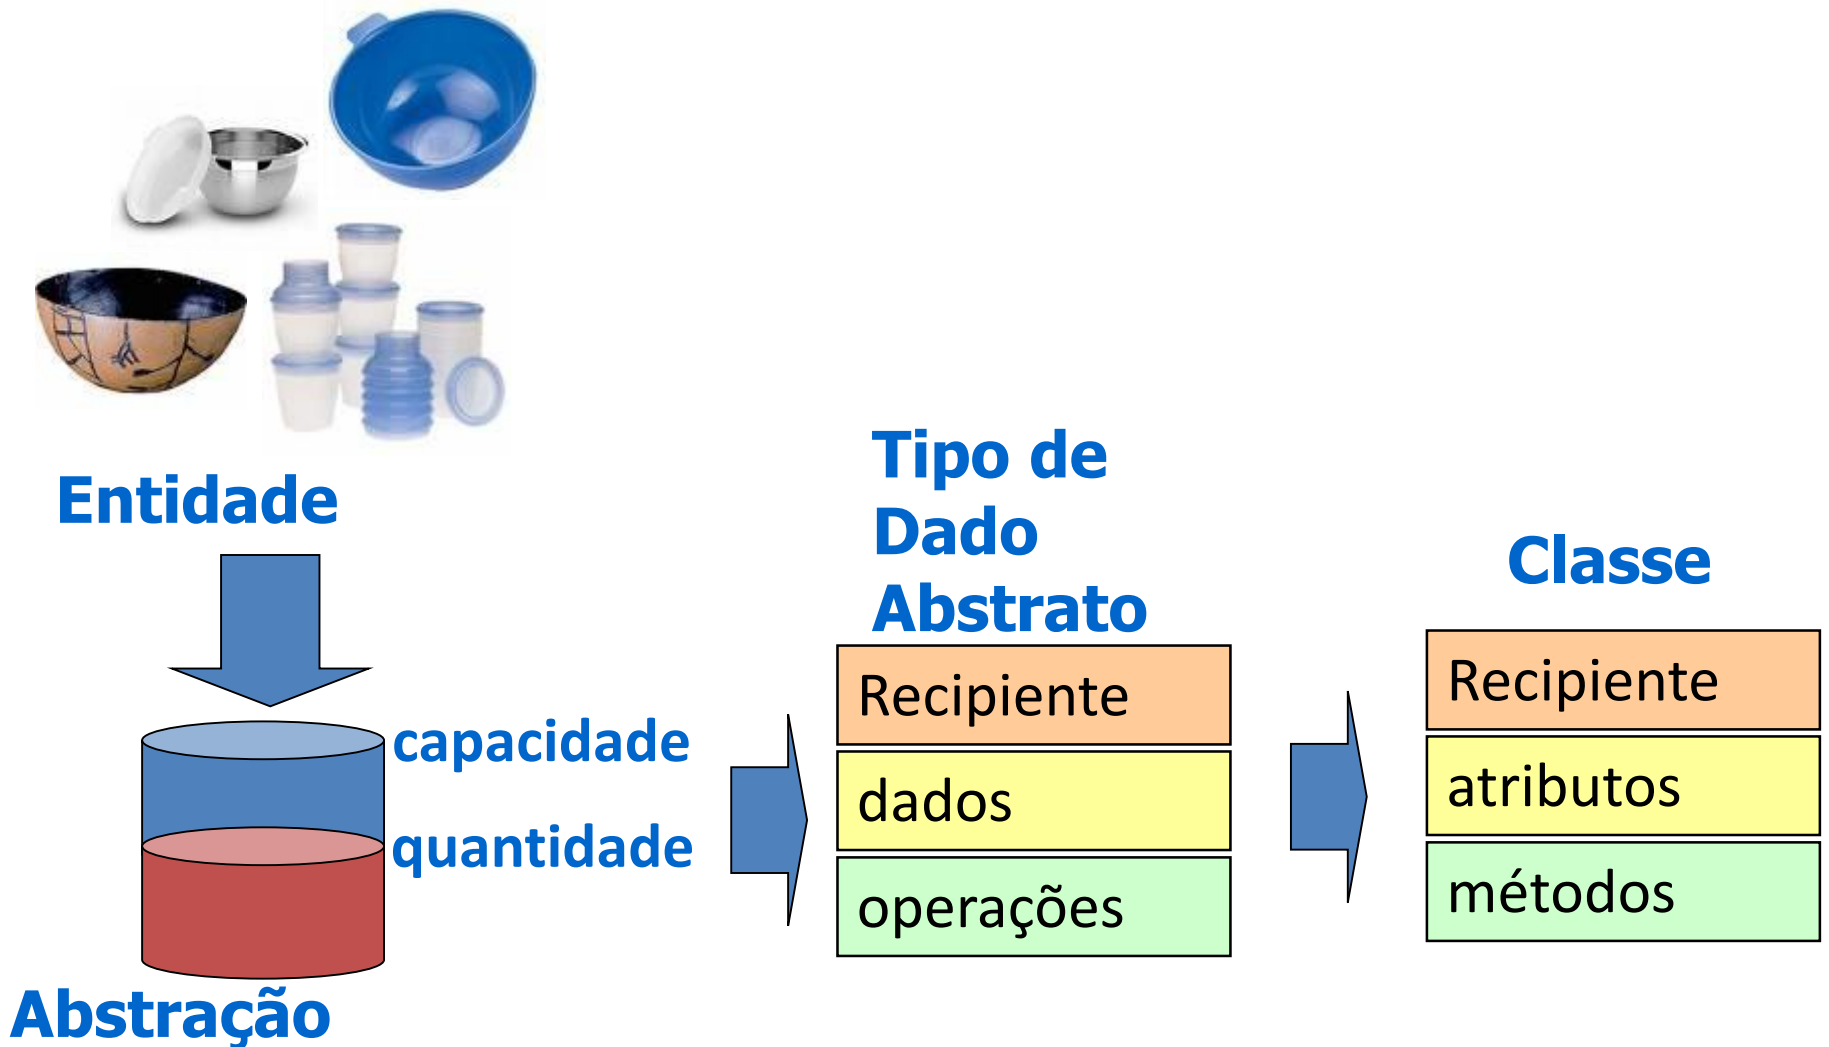 Entidade
capacidade
quantidade
Abstração
Tipo de
Dado
Abstrato
Recipiente
dados
operações
Classe
Recipiente
atributos
métodos